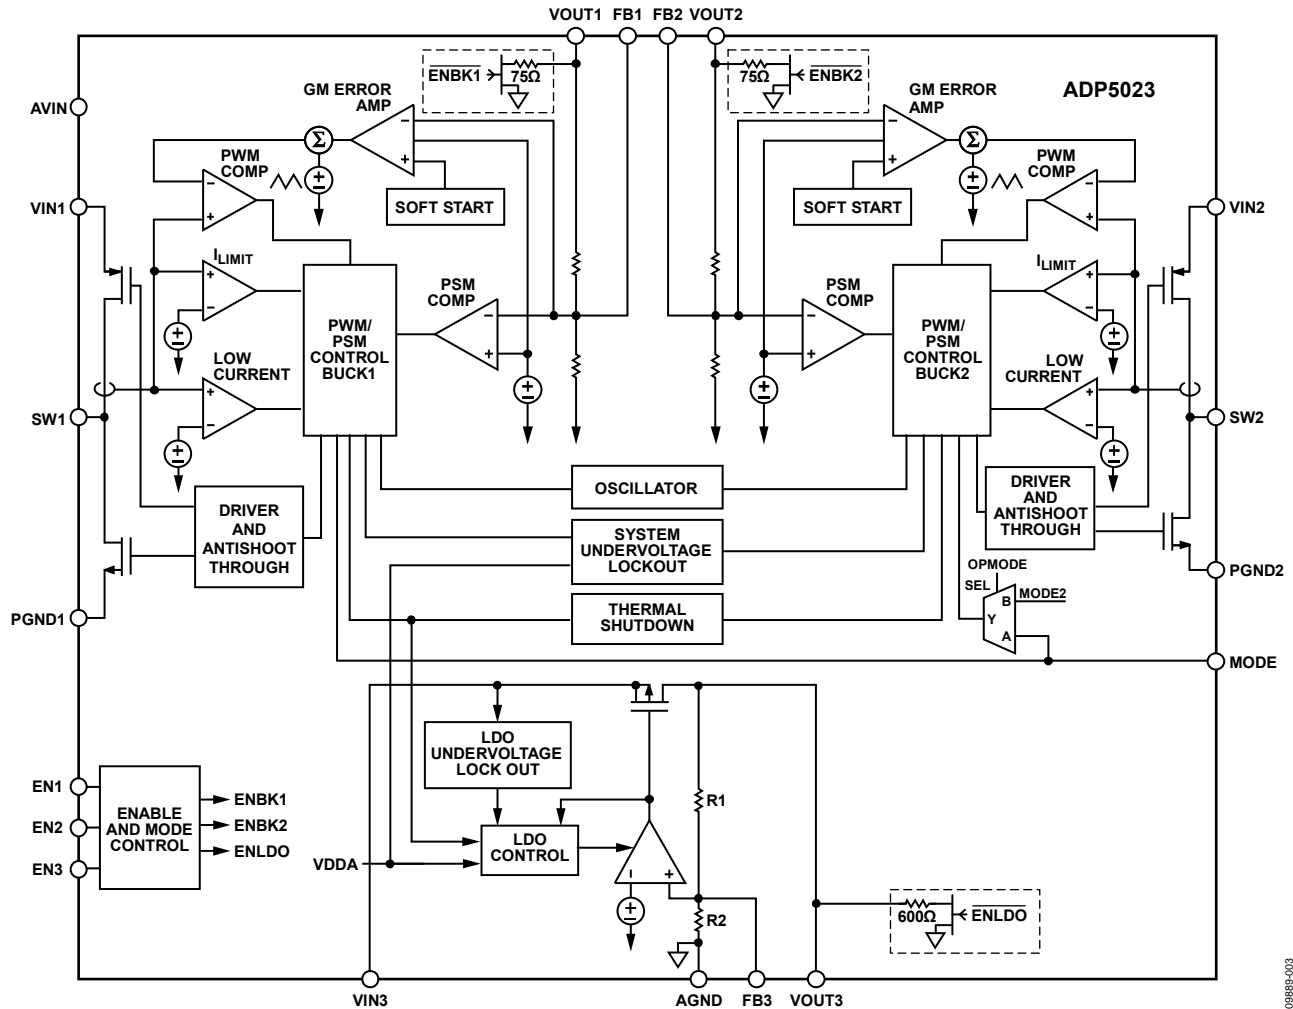 VOUT1 FB1 FB2 VOUT2
ENBK1
75Ω
75Ω
ENBK2
ADP5023
AVIN
GM ERROR
AMP
GM ERROR
AMP
Σ
Σ
PWM
COMP
PWM
COMP
SOFT START
SOFT START
VIN1
VIN2
ILIMIT
ILIMIT
PSM
COMP
PSM
COMP
PWM/
PSM
CONTROL
BUCK1
PWM/
PSM
CONTROL
BUCK2
LOW
CURRENT
LOW
CURRENT
SW1
SW2
OSCILLATOR
DRIVER
AND
ANTISHOOT
THROUGH
SYSTEM
UNDERVOLTAGE
LOCKOUT
DRIVER
AND
ANTISHOOT
THROUGH
OPMODE
SEL
B
MODE2
Y
A
PGND1
PGND2
THERMAL
SHUTDOWN
MODE
LDO
UNDERVOLTAGE
LOCK OUT
EN1
EN2
EN3
ENABLE
AND MODE
CONTROL
ENBK1
ENBK2
ENLDO
VDDA
LDO
CONTROL
R1
R2
600Ω
ENLDO
VIN3
AGND
FB3
VOUT3
09889-003